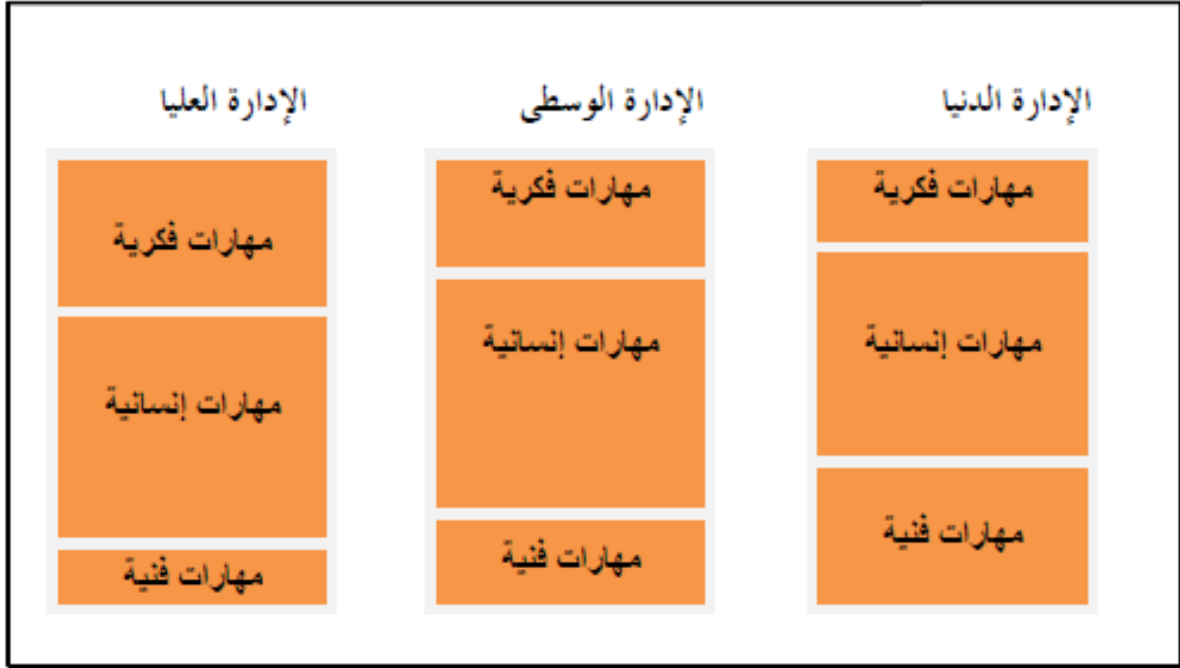 الإدارة الدنيا
مهارات فكرية
مهارات إنسانية
مهارات فنية
الإدارة الوسطى
مهارات فكرية
مهارات إنسانية
مهارات فنية
الإدارة العليا
مهارات فكرية
مهارات إنسانية
مهارات فنية